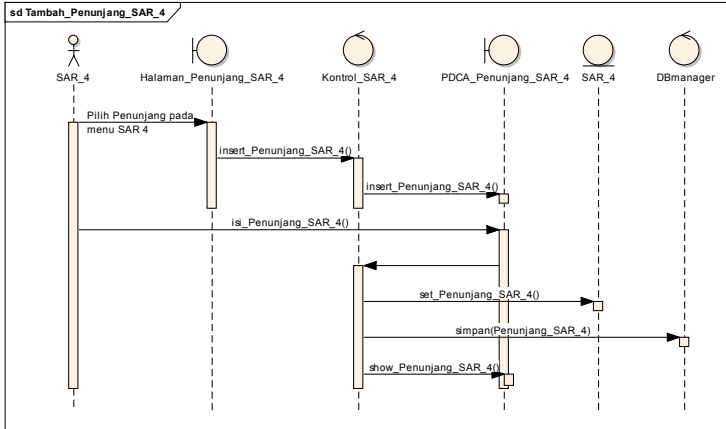 sd Tambah_Penunjang_SAR_4
SAR_4
Halaman_Penunjang_SAR_4
Kontrol_SAR_4
PDCA_Penunjang_SAR_4
SAR_4
DBmanager
Pilih Penunjang pada
menu SAR 4
insert_Penunjang_SAR_4()
insert_Penunjang_SAR_4()
isi_Penunjang_SAR_4()
set_Penunjang_SAR_4()
simpan(Penunjang_SAR_4)
show_Penunjang_SAR_4()